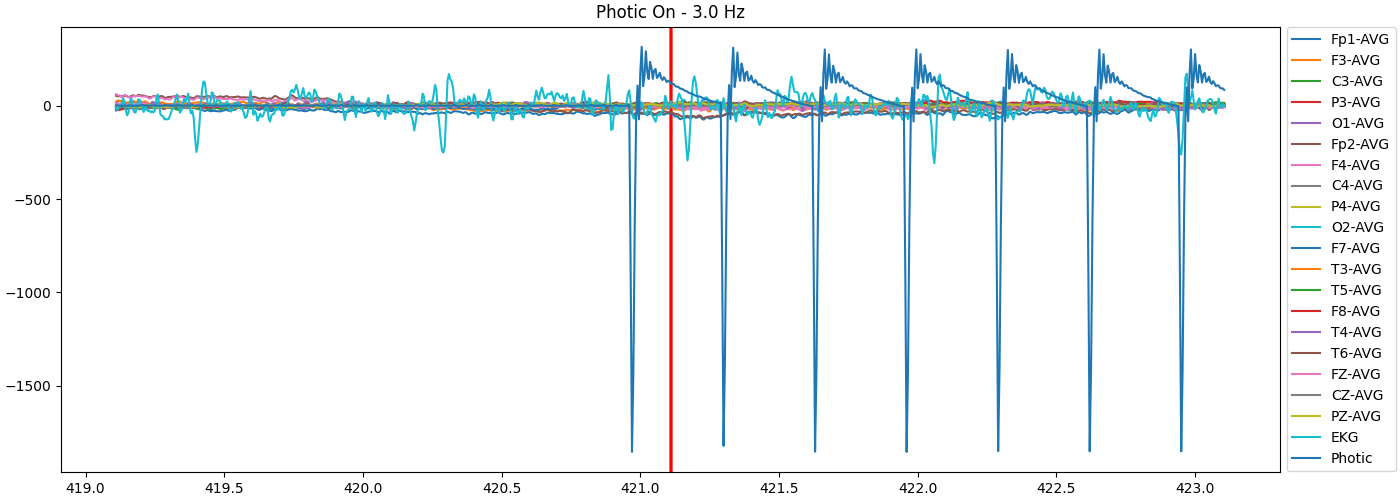 Photic On - 3.0 Hz
0
−500
−1000
−1500
419.0
419.5
420.0
420.5
421.0
421.5
422.0
422.5
423.0
Fp1-AVG
F3-AVG
C3-AVG
P3-AVG
O1-AVG
Fp2-AVG
F4-AVG
C4-AVG
P4-AVG
O2-AVG
F7-AVG
T3-AVG
T5-AVG
F8-AVG
T4-AVG
T6-AVG
FZ-AVG
CZ-AVG
PZ-AVG
EKG
Photic